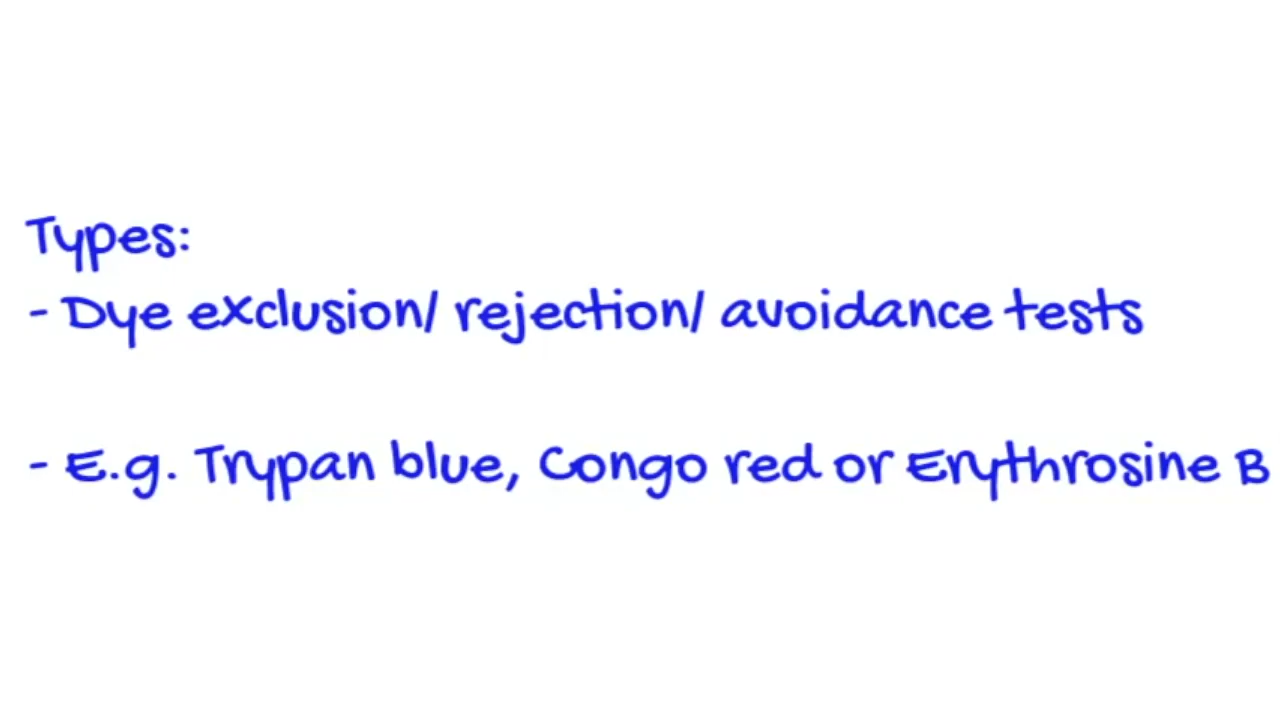 Types:
- Dye exclusion/ rejection/ avoidance tests
- E.g. Trypan blue, Congo red or Erythrosine B